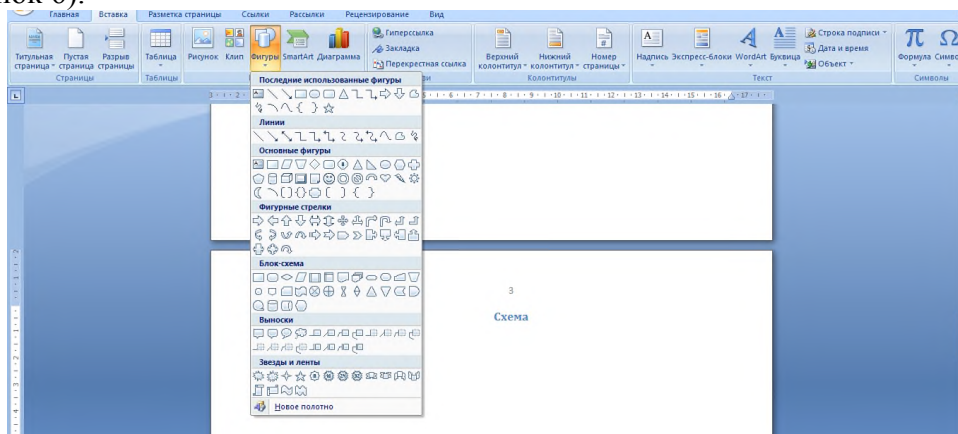 нок 6).
Главная Вставка Разметка страницы Ссылки Рассылки Рецензирование Вид
Титульная страница
Пустая страница
Разрыв страницы
Страницы
Таблица
Таблицы
Рисунок Клип Фигуры SmartArt Диаграмма
Гиперссылка
Закладка
Перекрестная ссылка
Верхний колонтитул
Нижний колонтитул
Номер страницы
Колонтитулы
Надпись Экспресс-блоки WordArt Буквица
Строка подписи
Дата и время
Объект
Текст
Формула
Символы
Последние использованные фигуры
Линии
Основные фигуры
Фигурные стрелки
Блок-схема
Выноски
Звезды и ленты
Новое полотно
3
Схема